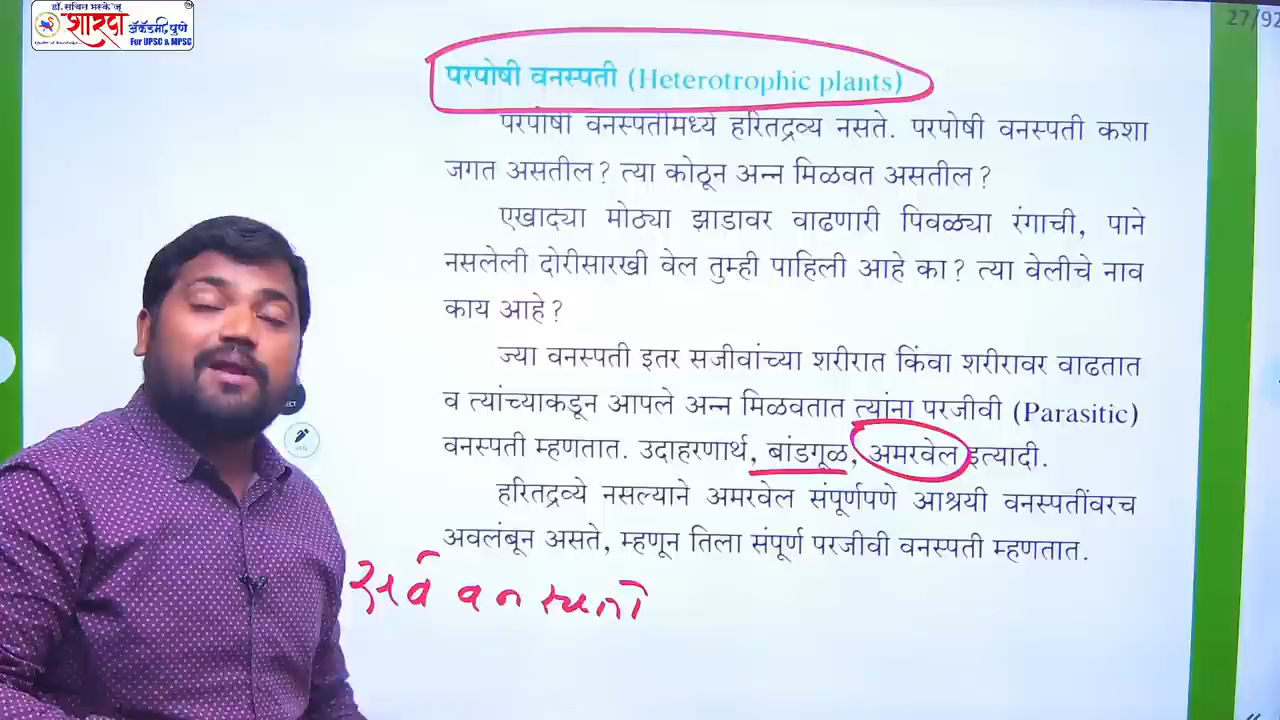 डॉ. सचिन भस्के'ज्
शारदा
अ‍ॅकॅडमी, पुणे
For UPSC & MPSC
27/92
परपोषी वनस्पती (Heterotrophic plants)
परपोषी वनस्पतींमध्ये हरितद्रव्य नसते. परपोषी वनस्पती कशा
जगत असतील? त्या कोठून अन्न मिळवत असतील?
एखाद्या मोठ्या झाडावर वाढणारी पिवळ्या रंगाची, पाने
नसलेली दोरीसारखी वेल तुम्ही पाहिली आहे का? त्या वेलीचे नाव
काय आहे?
ज्या वनस्पती इतर सजीवांच्या शरीरात किंवा शरीरावर वाढतात
व त्यांच्याकडून आपले अन्न मिळवतात त्यांना परजीवी (Parasitic)
वनस्पती म्हणतात. उदाहरणार्थ, बांडगूळ, अमरवेल इत्यादी.
हरितद्रव्ये नसल्याने अमरवेल संपूर्णपणे आश्रयी वनस्पतींवरच
अवलंबून असते, म्हणून तिला संपूर्ण परजीवी वनस्पती म्हणतात.
सर्व वनस्पती